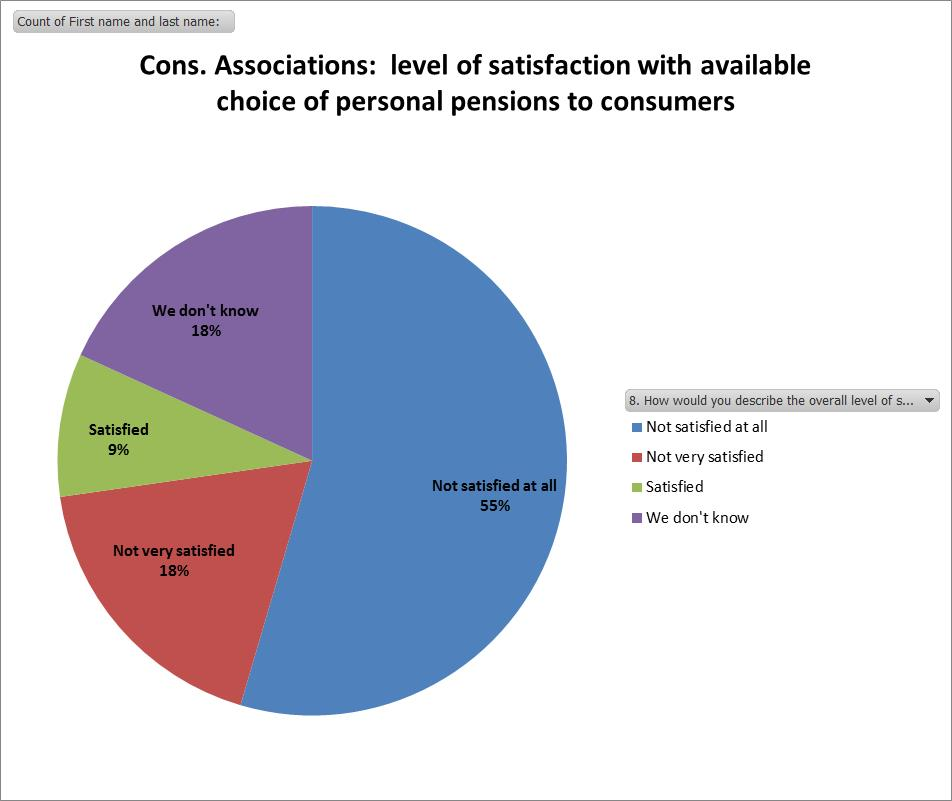 Count of First name and last name:
Cons. Associations:  level of satisfaction with available
choice of personal pensions to consumers
We don't know
18%
Satisfied
9%
Not satisfied at all
55%
Not very satisfied
18%
8. How would you describe the overall level of s...
Not satisfied at all
Not very satisfied
Satisfied
We don't know